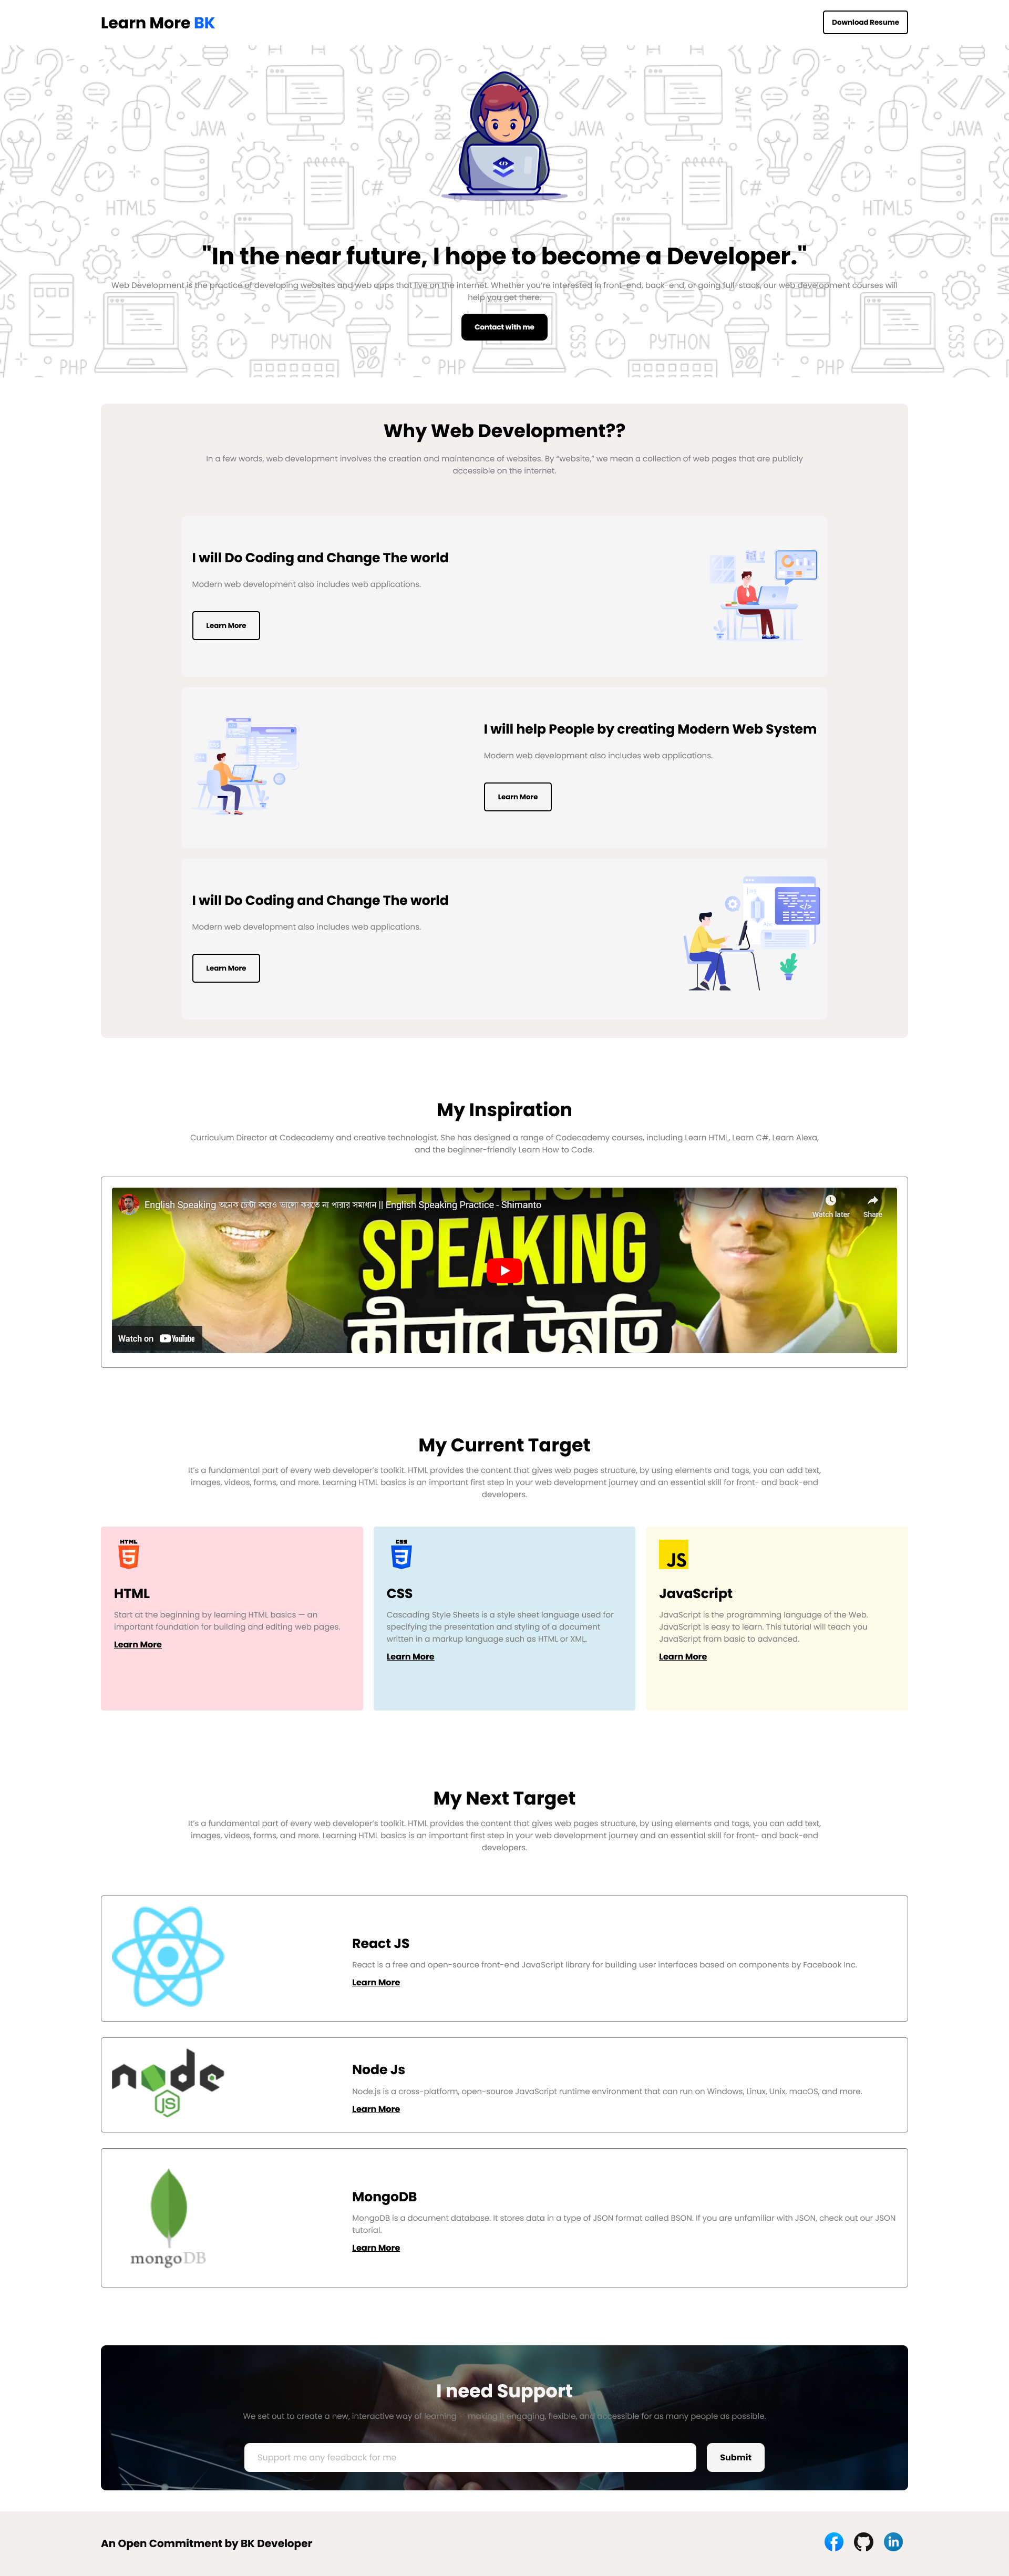 Learn More BK
Download Resume
JAVA
JAVA
SWIFT
SWIFT
C#
C#
HTML5
HTML5
"In the near future, I hope to become a Developer."
Web Development is the practice of developing websites and web apps that live on the internet. Whether you're interested in front-end, back-end, or going full-stack, our web development courses will
help you get there.
Contact with me
PHP
PYTHON
CSS
PHP
PYTHON
CSS
PHP
Why Web Development??
In a few words, web development involves the creation and maintenance of websites. By “website,” we mean a collection of web pages that are publicly
accessible on the internet.
I will Do Coding and Change The world
Modern web development also includes web applications.
Learn More
I will help People by creating Modern Web System
Modern web development also includes web applications.
Learn More
I will Do Coding and Change The world
Modern web development also includes web applications.
Learn More
My Inspiration
Curriculum Director at Codecademy and creative technologist. She has designed a range of Codecademy courses, including Learn HTML, Learn C#, Learn Alexa,
and the beginner-friendly Learn How to Code.
English Speaking অনেক চেষ্টা করেও ভালো করতে না পারার সমাধান || English Speaking Practice - Shimanto
Watch later
Share
ENGLISH
SPEAKING
কীভাবে উন্নতি
Watch on YouTube
My Current Target
It's a fundamental part of every web developer's toolkit. HTML provides the content that gives web pages structure, by using elements and tags, you can add text,
images, videos, forms, and more. Learning HTML basics is an important first step in your web development journey and an essential skill for front- and back-end
developers.
HTML
5
HTML
Start at the beginning by learning HTML basics — an
important foundation for building and editing web pages.
Learn More
CSS
3
CSS
Cascading Style Sheets is a style sheet language used for
specifying the presentation and styling of a document
written in a markup language such as HTML or XML.
Learn More
JS
JavaScript
JavaScript is the programming language of the Web.
JavaScript is easy to learn. This tutorial will teach you
JavaScript from basic to advanced.
Learn More
My Next Target
It's a fundamental part of every web developer's toolkit. HTML provides the content that gives web pages structure, by using elements and tags, you can add text,
images, videos, forms, and more. Learning HTML basics is an important first step in your web development journey and an essential skill for front- and back-end
developers.
React JS
React is a free and open-source front-end JavaScript library for building user interfaces based on components by Facebook Inc.
Learn More
node
JS
Node Js
Node.js is a cross-platform, open-source JavaScript runtime environment that can run on Windows, Linux, Unix, macOS, and more.
Learn More
mongoDB
MongoDB
MongoDB is a document database. It stores data in a type of JSON format called BSON. If you are unfamiliar with JSON, check out our JSON
tutorial.
Learn More
I need Support
We set out to create a new, interactive way of learning — making it engaging, flexible, and accessible for as many people as possible.
Support me any feedback for me
Submit
An Open Commitment by BK Developer